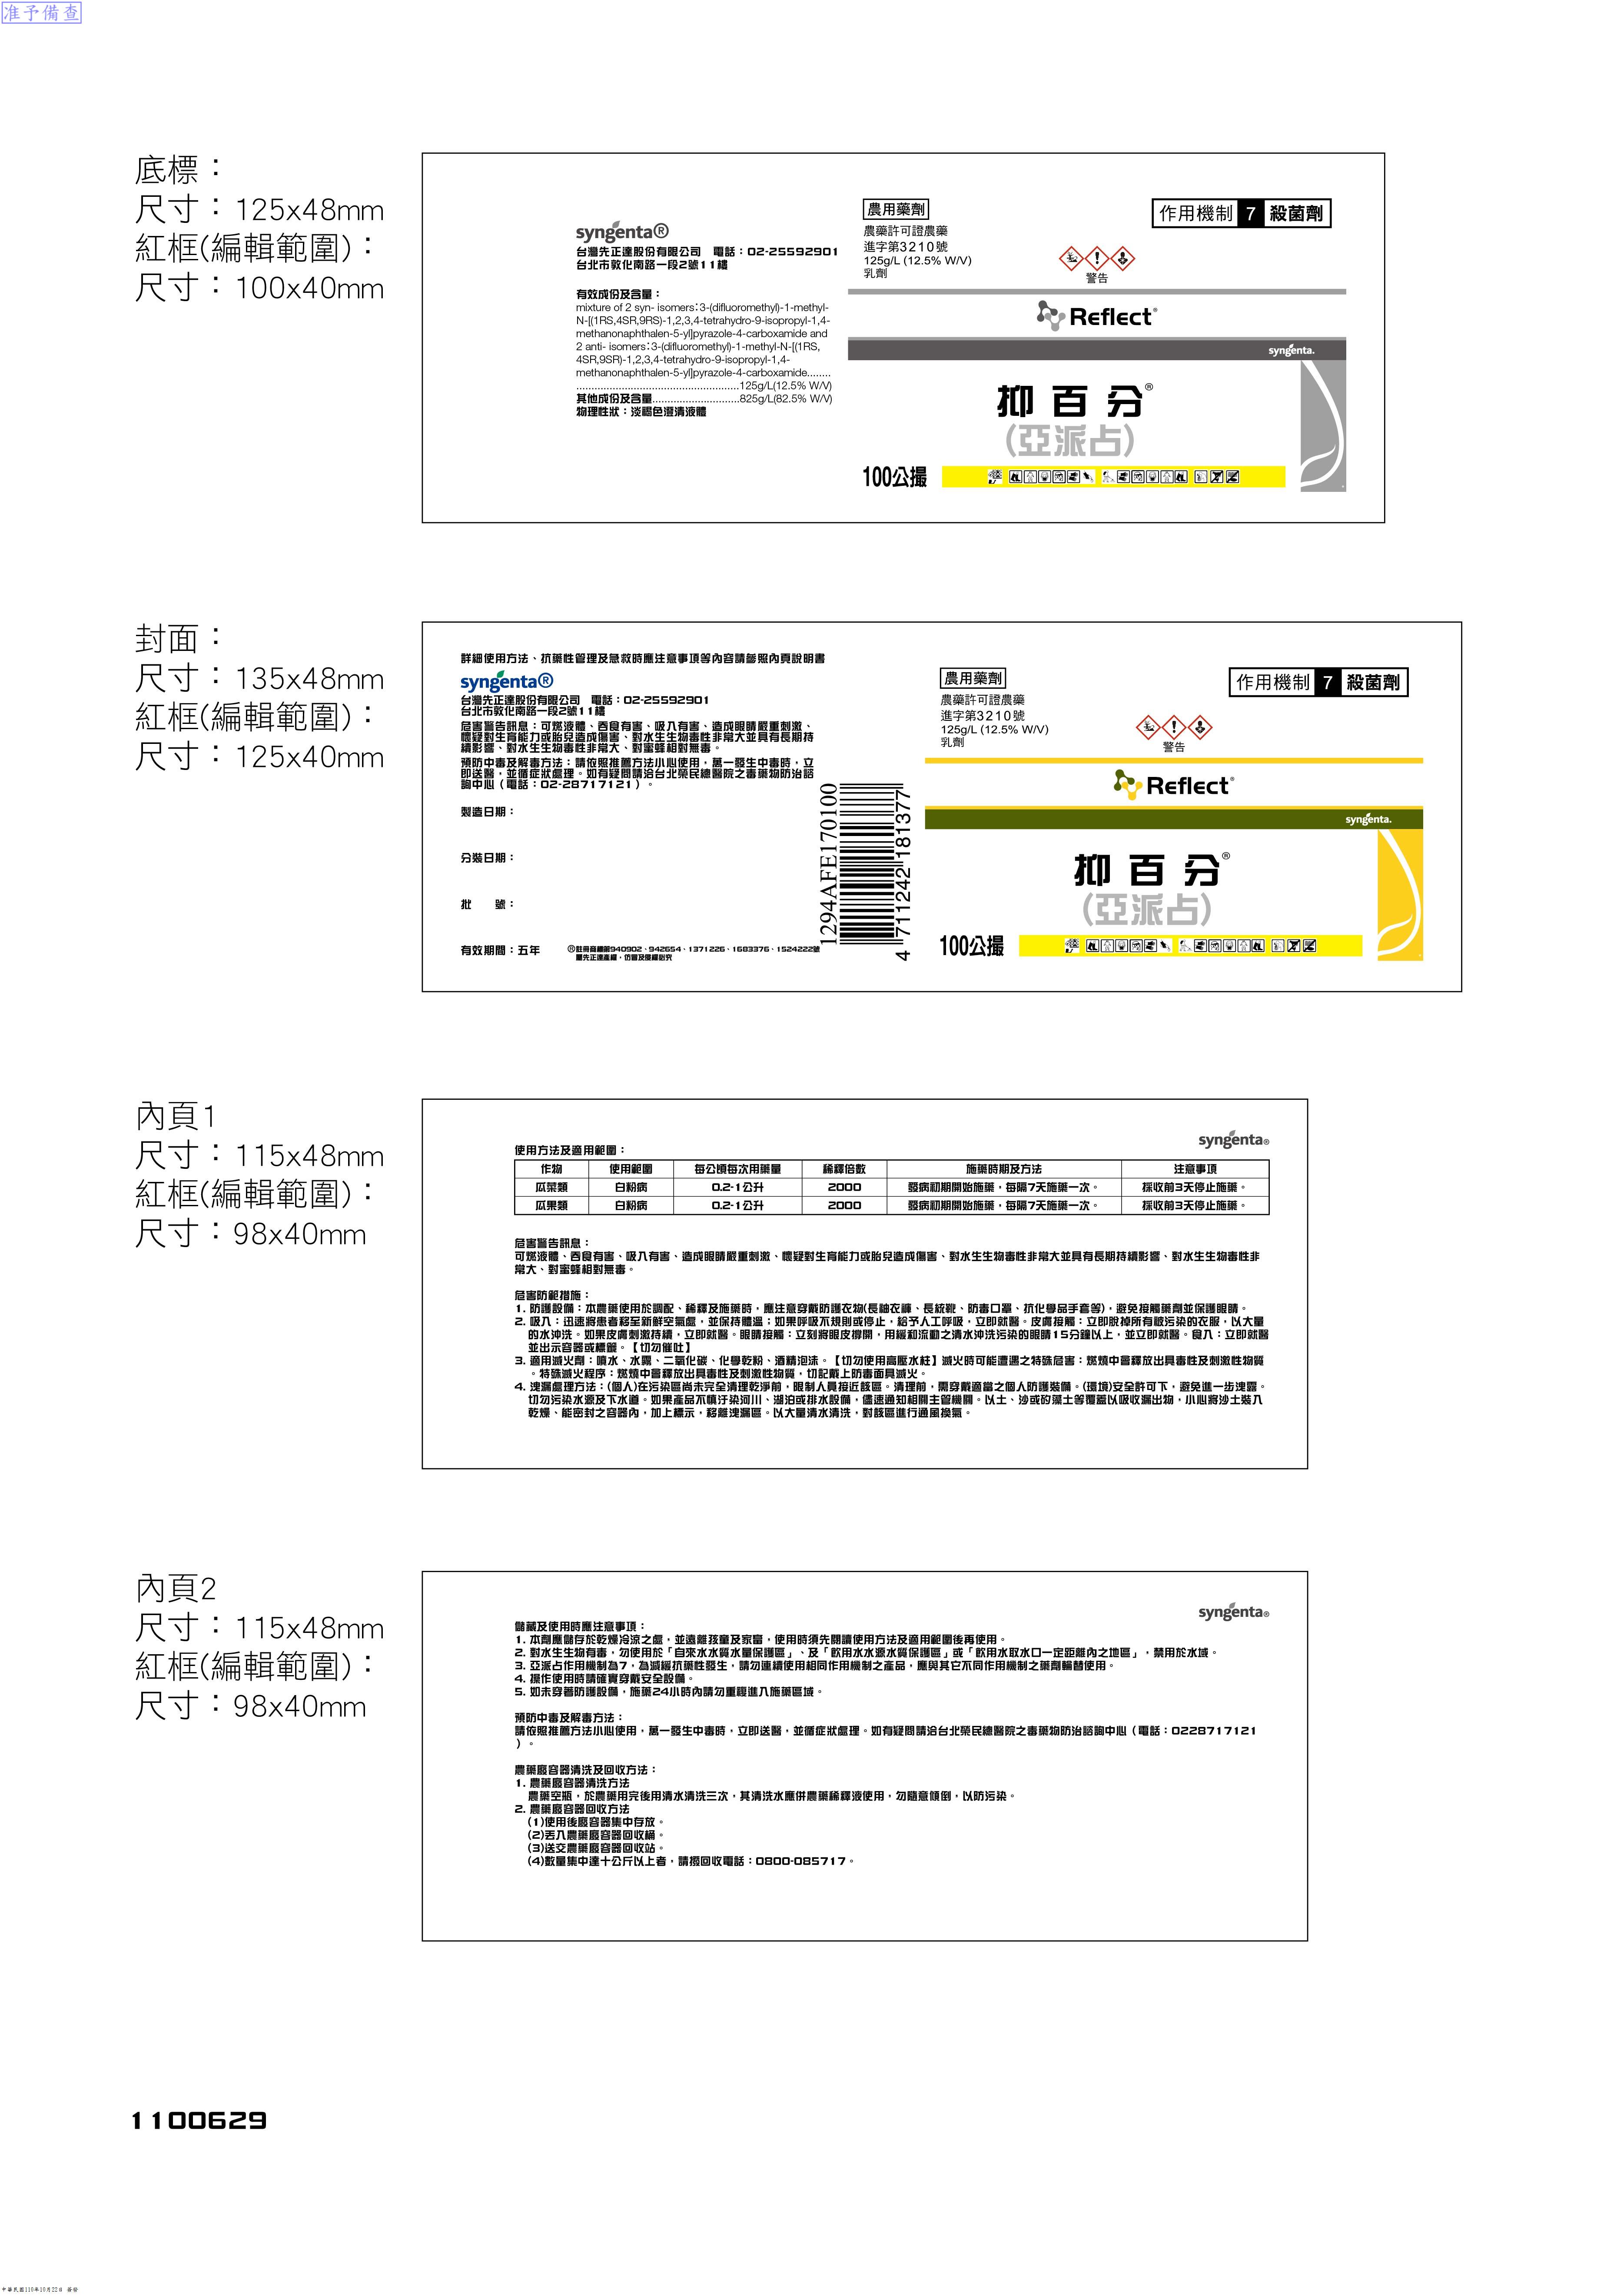 准予備查
底標：
尺寸：125x48mm
紅框(編輯範圍)：
尺寸：100x40mm
syngenta®
台灣先正達股份有限公司　電話：02-25592901
台北市敦化南路一段2號11樓
有效成份及含量：
mixture of 2 syn- isomers:3-(difluoromethyl)-1-methyl-
N-[(1RS,4SR,9RS)-1,2,3,4-tetrahydro-9-isopropyl-1,4-
methanonaphthalen-5-yl]pyrazole-4-carboxamide and
2 anti- isomers:3-(difluoromethyl)-1-methyl-N-[(1RS,
4SR,9SR)-1,2,3,4-tetrahydro-9-isopropyl-1,4-
methanonaphthalen-5-yl]pyrazole-4-carboxamide........
......................................................125g/L(12.5% W/V)
其他成份及含量.............................825g/L(82.5% W/V)
物理性狀：淡褐色澄清液體
農用藥劑
農藥許可證農藥
進字第3210號
125g/L (12.5% W/V)
乳劑
作用機制 7 殺菌劑
警告
Reflect®
syngenta.
抑百分®
(亞派占)
100公撮
封面：
尺寸：135x48mm
紅框(編輯範圍)：
尺寸：125x40mm
詳細使用方法、抗藥性管理及急救時應注意事項等內容請參照內頁說明書
syngenta®
台灣先正達股份有限公司　電話：02-25592901
台北市敦化南路一段2號11樓
危害警告訊息：可燃液體、吞食有害、吸入有害、造成眼睛嚴重刺激、
懷疑對生育能力或胎兒造成傷害、對水生生物毒性非常大並具有長期持
續影響、對水生生物毒性非常大、對蜜蜂相對無毒。
預防中毒及解毒方法：請依照推薦方法小心使用，萬一發生中毒時，立
即送醫，並循症狀處理。如有疑問請洽台北榮民總醫院之毒藥物防治諮
詢中心（電話：02-28717121）。
製造日期：
分裝日期：
批　　號：
有效期間：五年
®註冊商標第940902、942654、1371226、1683376、1524222號
屬先正達產權，仿冒及侵權必究
1294AFE170100
4 711242 181377
農用藥劑
農藥許可證農藥
進字第3210號
125g/L (12.5% W/V)
乳劑
作用機制 7 殺菌劑
警告
Reflect®
syngenta.
抑百分®
(亞派占)
100公撮
內頁1
尺寸：115x48mm
紅框(編輯範圍)：
尺寸：98x40mm
syngenta®
使用方法及適用範圍：
作物 使用範圍 每公頃每次用藥量 稀釋倍數 施藥時期及方法 注意事項
瓜菜類 白粉病 0.2-1公升 2000 發病初期開始施藥，每隔7天施藥一次。 採收前3天停止施藥。
瓜果類 白粉病 0.2-1公升 2000 發病初期開始施藥，每隔7天施藥一次。 採收前3天停止施藥。
危害警告訊息：
可燃液體、吞食有害、吸入有害、造成眼睛嚴重刺激、懷疑對生育能力或胎兒造成傷害、對水生生物毒性非常大並具有長期持續影響、對水生生物毒性非
常大、對蜜蜂相對無毒。
危害防範措施：
1. 防護設備：本農藥使用於調配、稀釋及施藥時，應注意穿戴防護衣物(長袖衣褲、長統靴、防毒口罩、抗化學品手套等)，避免接觸藥劑並保護眼睛。
2. 吸入：迅速將患者移至新鮮空氣處，並保持體溫；如果呼吸不規則或停止，給予人工呼吸，立即就醫。皮膚接觸：立即脫掉所有被污染的衣服，以大量
的水沖洗。如果皮膚刺激持續，立即就醫。眼睛接觸：立刻將眼皮撐開，用緩和流動之清水沖洗污染的眼睛15分鐘以上，並立即就醫。食入：立即就醫
並出示容器或標籤。【切勿催吐】
3. 適用滅火劑：噴水、水霧、二氧化碳、化學乾粉、酒精泡沫。【切勿使用高壓水柱】滅火時可能遭遇之特殊危害：燃燒中會釋放出具毒性及刺激性物質
。特殊滅火程序：燃燒中會釋放出具毒性及刺激性物質，切記戴上防毒面具滅火。
4. 洩漏處理方法：(個人)在污染區尚未完全清理乾淨前，限制人員接近該區。清理前，需穿戴適當之個人防護裝備。(環境)安全許可下，避免進一步洩露。
切勿污染水源及下水道。如果產品不慎汙染河川、湖泊或排水設備，儘速通知相關主管機關。以土、沙或矽藻土等覆蓋以吸收漏出物，小心將沙土裝入
乾燥、能密封之容器內，加上標示，移離洩漏區。以大量清水清洗，對該區進行通風換氣。
內頁2
尺寸：115x48mm
紅框(編輯範圍)：
尺寸：98x40mm
syngenta®
儲藏及使用時應注意事項：
1. 本劑應儲存於乾燥冷涼之處，並遠離孩童及家畜，使用時須先閱讀使用方法及適用範圍後再使用。
2. 對水生生物有毒，勿使用於「自來水水質水量保護區」、及「飲用水水源水質保護區」或「飲用水取水口一定距離內之地區」，禁用於水域。
3. 亞派占作用機制為7，為減緩抗藥性發生，請勿連續使用相同作用機制之產品，應與其它不同作用機制之藥劑輪替使用。
4. 操作使用時請確實穿戴安全設備。
5. 如未穿著防護設備，施藥24小時內請勿重複進入施藥區域。
預防中毒及解毒方法：
請依照推薦方法小心使用，萬一發生中毒時，立即送醫，並循症狀處理。如有疑問請洽台北榮民總醫院之毒藥物防治諮詢中心（電話：0228717121
）。
農藥廢容器清洗及回收方法：
1. 農藥廢容器清洗方法
農藥空瓶，於農藥用完後用清水清洗三次，其清洗水應併農藥稀釋液使用，勿隨意傾倒，以防污染。
2. 農藥廢容器回收方法
(1)使用後廢容器集中存放。
(2)丟入農藥廢容器回收桶。
(3)送交農藥廢容器回收站。
(4)數量集中達十公斤以上者，請撥回收電話：0800-085717。
1100629
中華民國110年10月22日 簽發